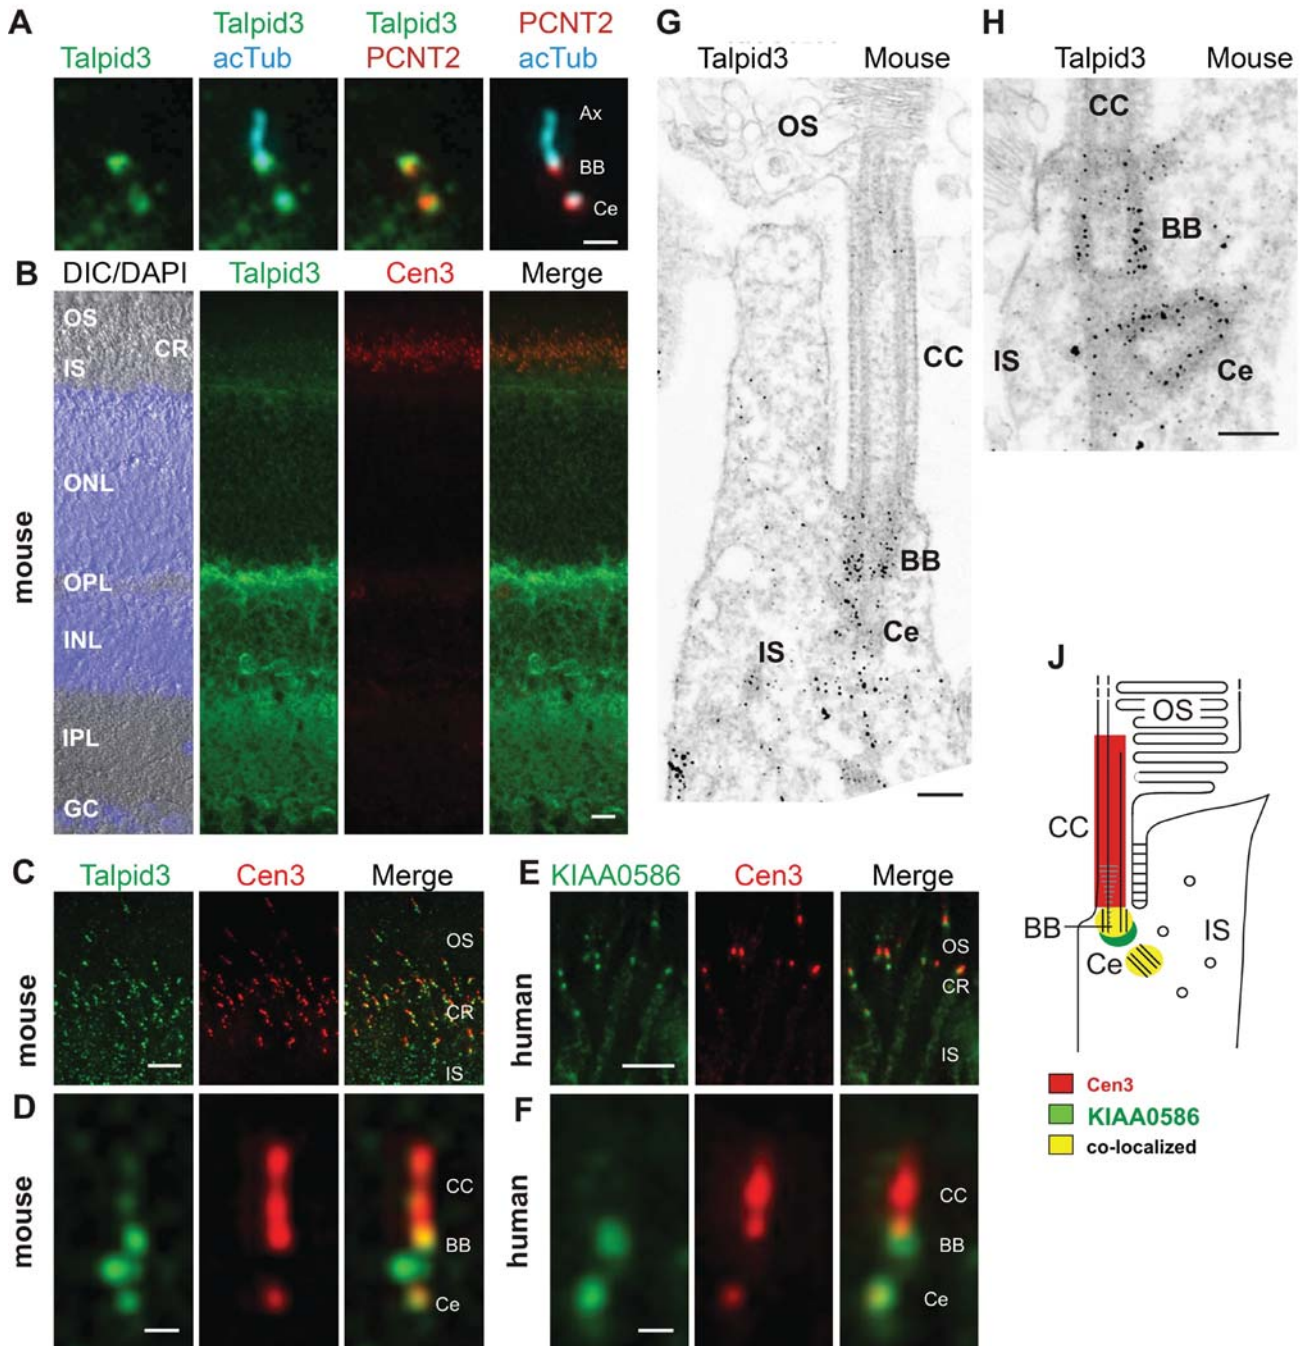 A
Talpid3
Talpid3
acTub
Talpid3
PCNT2
PCNT2
acTub
Ax
BB
Ce
B
DIC/DAPI
Talpid3
Cen3
Merge
mouse
OS
CR
IS
ONL
OPL
INL
IPL
GC
C
Talpid3
Cen3
Merge
mouse
OS
CR
IS
D
mouse
CC
BB
Ce
E
KIAA0586
Cen3
Merge
human
OS
CR
IS
F
human
CC
BB
Ce
G
Talpid3
Mouse
OS
CC
BB
Ce
IS
H
Talpid3
Mouse
CC
BB
IS
Ce
J
OS
CC
BB
Ce
IS
Cen3
KIAA0586
co-localized